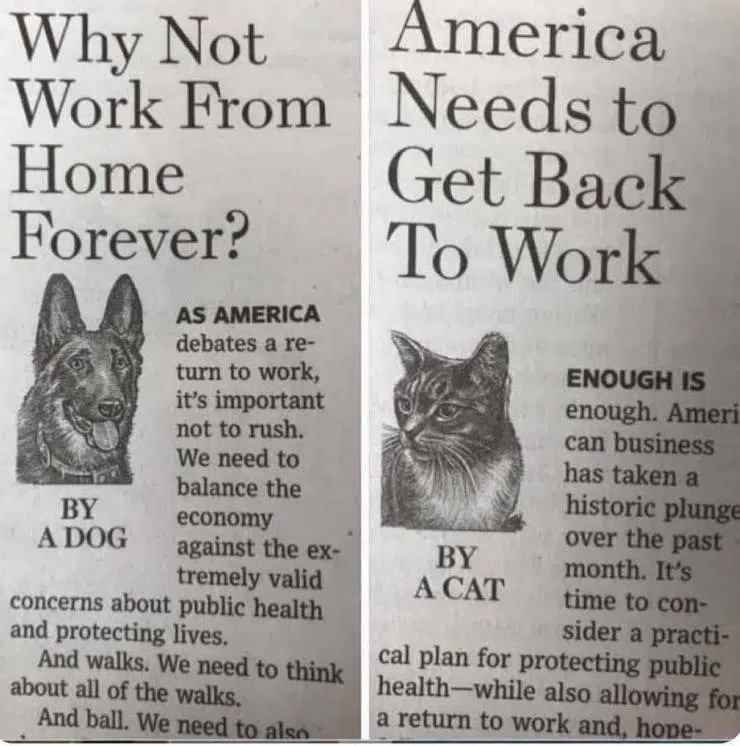 Why Not
Work From
Home
Forever?
BY
A DOG
AS AMERICA
debates a re-
turn to work,
it's important
not to rush.
We need to
balance the
economy
against the ex-
tremely valid
concerns about public health
and protecting lives.
And walks. We need to think
about all of the walks.
And ball. We need to also
America
Needs to
Get Back
To Work
BY
A CAT
ENOUGH IS
enough. Ameri
can business
has taken a
historic plunge
over the past
month. It's
time to con-
sider a practi-
cal plan for protecting public
health—while also allowing for
a return to work and, hope-